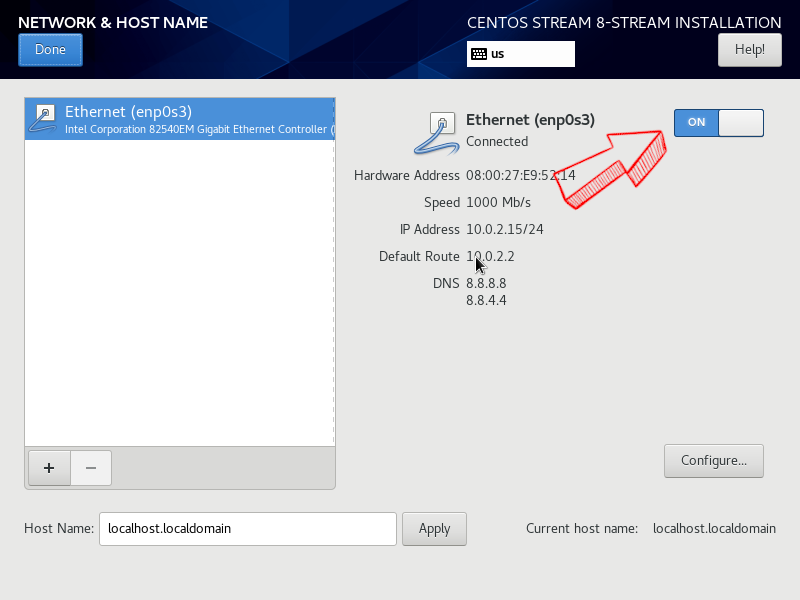 NETWORK & HOST NAME
CENTOS STREAM 8-STREAM INSTALLATION
Done
us
Help!
Ethernet (enp0s3)
Intel Corporation 82540EM Gigabit Ethernet Controller (
Ethernet (enp0s3)
Connected
ON
Hardware Address 08:00:27:E9:52:14
Speed 1000 Mb/s
IP Address 10.0.2.15/24
Default Route 10.0.2.2
DNS 8.8.8.8
8.8.4.4
+ −
Configure...
Host Name: localhost.localdomain Apply Current host name: localhost.localdomain